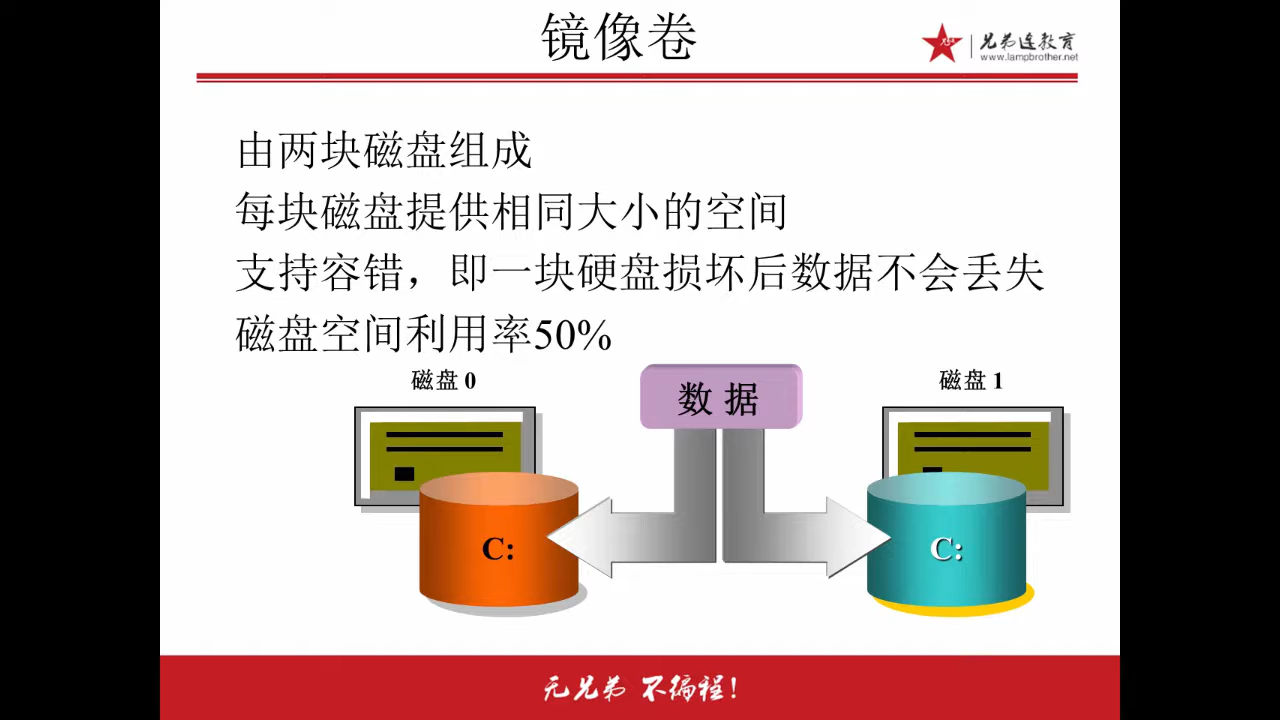 镜像卷
兄弟连教育
www.lampbrother.net
由两块磁盘组成
每块磁盘提供相同大小的空间
支持容错，即一块硬盘损坏后数据不会丢失
磁盘空间利用率50%
磁盘 0
数 据
磁盘 1
C:
C:
无兄弟 不编程！